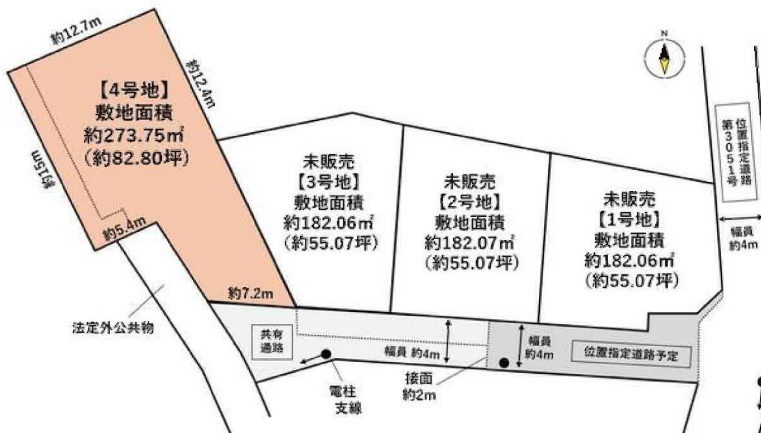 約12.7m
N
【4号地】
敷地面積
約273.75㎡
（約82.80坪）
約12.4m
約15m
約5.4m
約7.2m
未販売
【3号地】
敷地面積
約182.06㎡
（約55.07坪）
未販売
【2号地】
敷地面積
約182.07㎡
（約55.07坪）
未販売
【1号地】
敷地面積
約182.06㎡
（約55.07坪）
位置指定道路
第3051号
幅員
約4m
法定外公共物
共有
通路
幅員 約4m
幅員
約4m
位置指定道路予定
電柱
支線
接面
約2m